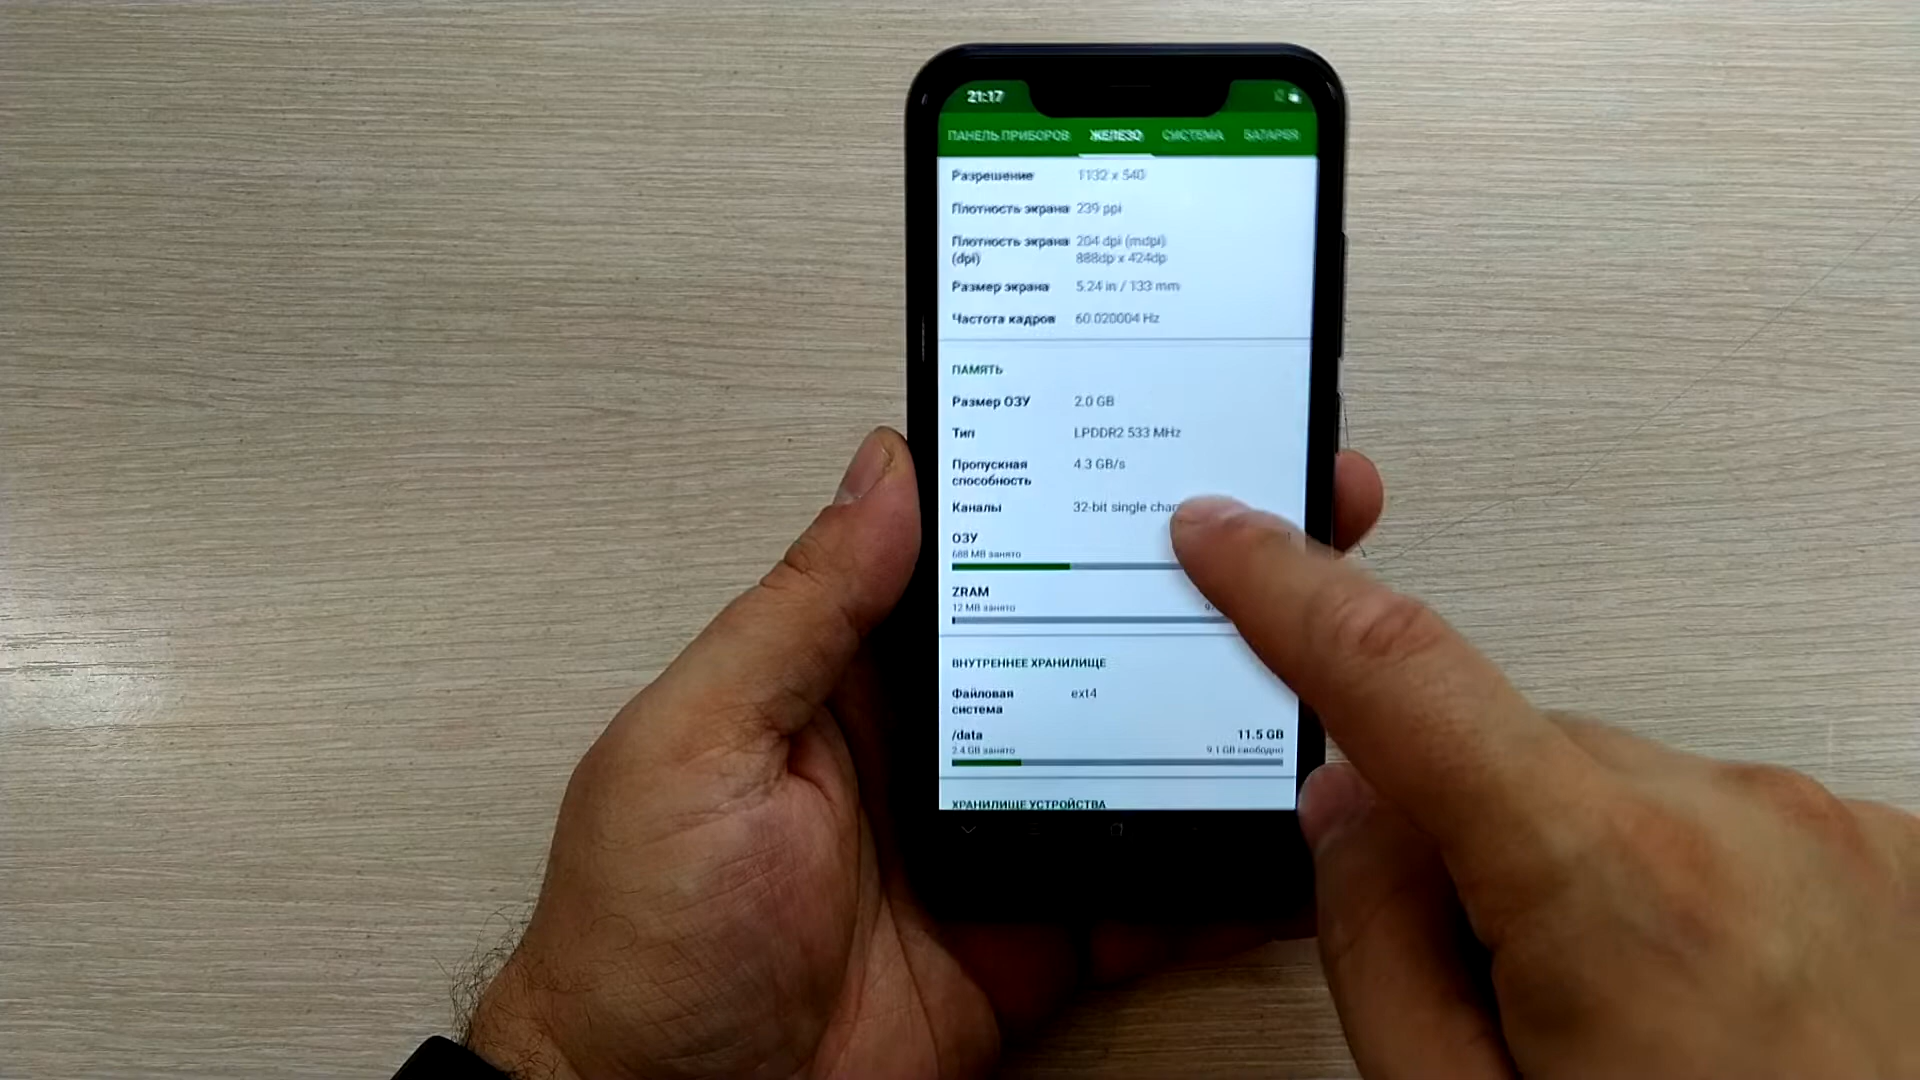 21:17
ПАНЕЛЬ ПРИБОРОВ ЖЕЛЕЗО СИСТЕМА БАТАРЕЯ
Разрешение 1132 x 540
Плотность экрана 239 ppi
Плотность экрана 204 dpi (mdpi)
(dpi) 888dp x 424dp
Размер экрана 5.24 in / 133 mm
Частота кадров 60.020004 Hz
ПАМЯТЬ
Размер ОЗУ 2.0 GB
Тип LPDDR2 533 MHz
Пропускная 4.3 GB/s
способность
Каналы 32-bit single
ОЗУ
688 MB занято
ZRAM
12 MB занято
ВНУТРЕННЕЕ ХРАНИЛИЩЕ
Файловая ext4
система
/data 11.5 GB
2.4 GB занято 9.1 GB свободно
ХРАНИЛИЩЕ УСТРОЙСТВА